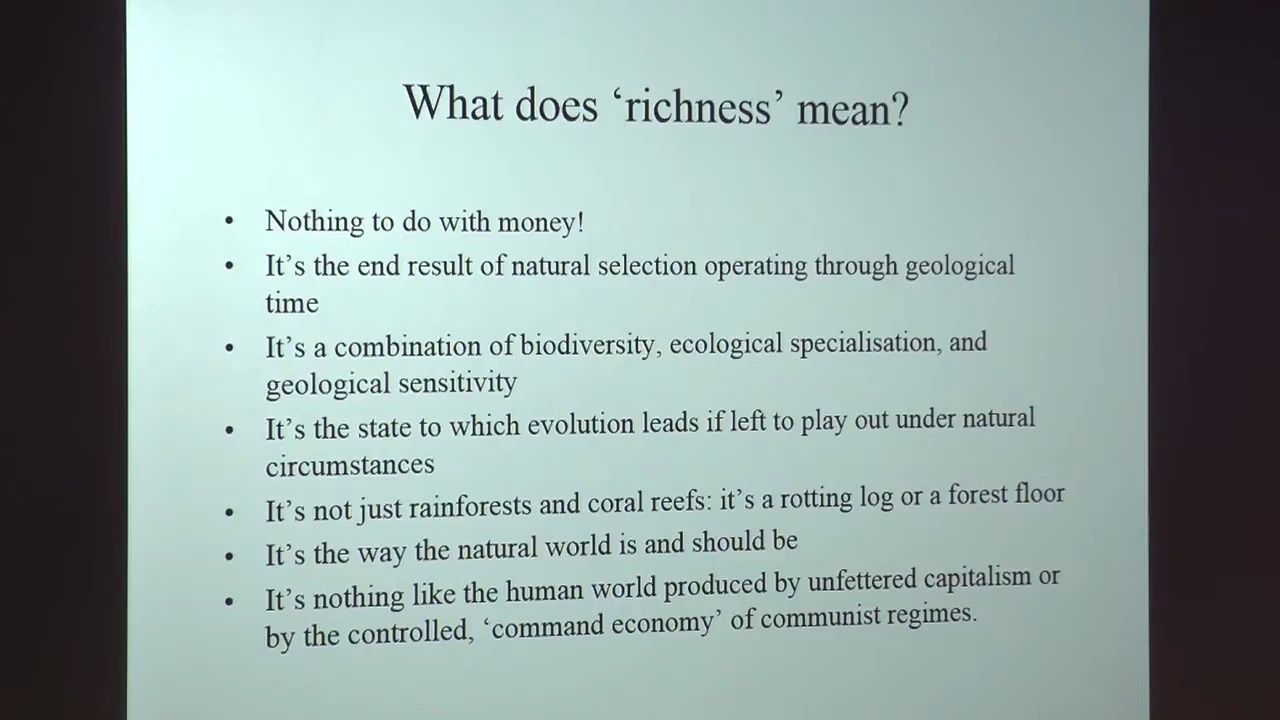 What does ‘richness’ mean?
• Nothing to do with money!
• It’s the end result of natural selection operating through geological
time
• It’s a combination of biodiversity, ecological specialisation, and
geological sensitivity
• It’s the state to which evolution leads if left to play out under natural
circumstances
• It’s not just rainforests and coral reefs: it’s a rotting log or a forest floor
• It’s the way the natural world is and should be
• It’s nothing like the human world produced by unfettered capitalism or
by the controlled, ‘command economy’ of communist regimes.